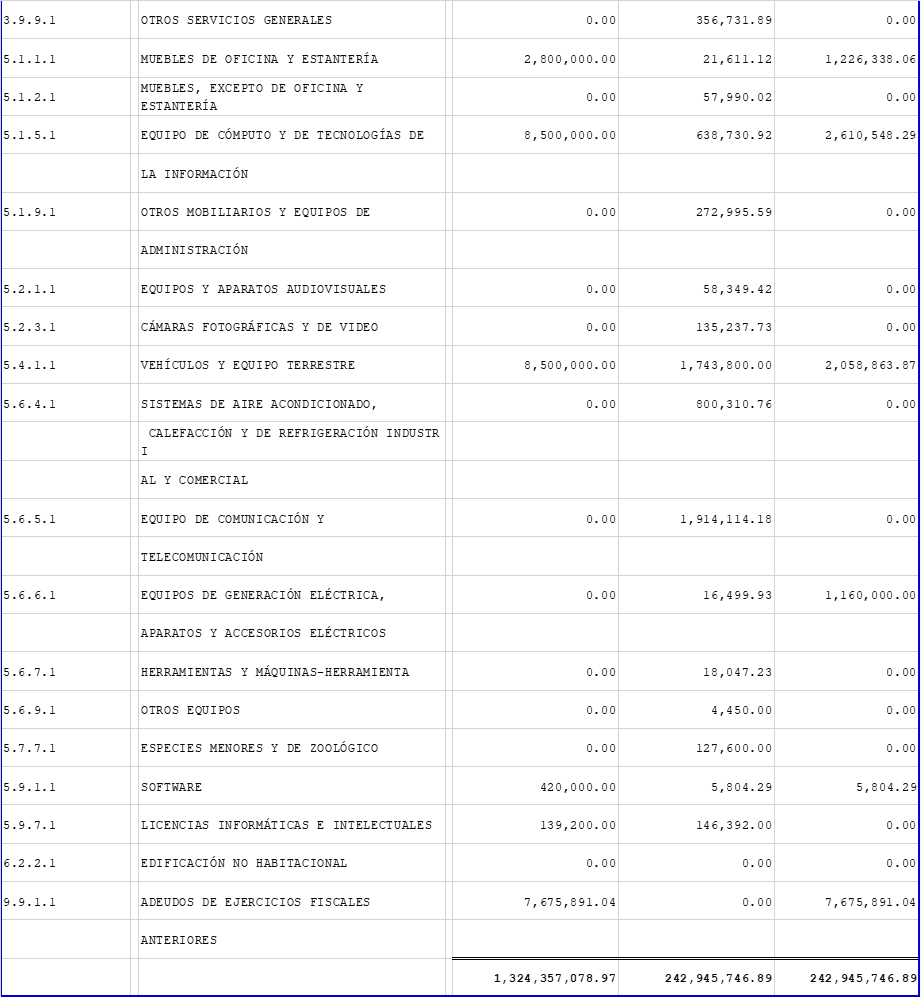 3.9.9.1 OTROS SERVICIOS GENERALES 0.00 356,731.89 0.00
5.1.1.1 MUEBLES DE OFICINA Y ESTANTERÍA 2,800,000.00 21,611.12 1,226,338.06
5.1.2.1 MUEBLES, EXCEPTO DE OFICINA Y
ESTANTERÍA 0.00 57,990.02 0.00
5.1.5.1 EQUIPO DE CÓMPUTO Y DE TECNOLOGÍAS DE 8,500,000.00 638,730.92 2,610,548.29
LA INFORMACIÓN
5.1.9.1 OTROS MOBILIARIOS Y EQUIPOS DE 0.00 272,995.59 0.00
ADMINISTRACIÓN
5.2.1.1 EQUIPOS Y APARATOS AUDIOVISUALES 0.00 58,349.42 0.00
5.2.3.1 CÁMARAS FOTOGRÁFICAS Y DE VIDEO 0.00 135,237.73 0.00
5.4.1.1 VEHÍCULOS Y EQUIPO TERRESTRE 8,500,000.00 1,743,800.00 2,058,863.87
5.6.4.1 SISTEMAS DE AIRE ACONDICIONADO, 0.00 800,310.76 0.00
CALEFACCIÓN Y DE REFRIGERACIÓN INDUSTR
I
AL Y COMERCIAL
5.6.5.1 EQUIPO DE COMUNICACIÓN Y 0.00 1,914,114.18 0.00
TELECOMUNICACIÓN
5.6.6.1 EQUIPOS DE GENERACIÓN ELÉCTRICA, 0.00 16,499.93 1,160,000.00
APARATOS Y ACCESORIOS ELÉCTRICOS
5.6.7.1 HERRAMIENTAS Y MÁQUINAS-HERRAMIENTA 0.00 18,047.23 0.00
5.6.9.1 OTROS EQUIPOS 0.00 4,450.00 0.00
5.7.7.1 ESPECIES MENORES Y DE ZOOLÓGICO 0.00 127,600.00 0.00
5.9.1.1 SOFTWARE 420,000.00 5,804.29 5,804.29
5.9.7.1 LICENCIAS INFORMÁTICAS E INTELECTUALES 139,200.00 146,392.00 0.00
6.2.2.1 EDIFICACIÓN NO HABITACIONAL 0.00 0.00 0.00
9.9.1.1 ADEUDOS DE EJERCICIOS FISCALES 7,675,891.04 0.00 7,675,891.04
ANTERIORES
1,324,357,078.97 242,945,746.89 242,945,746.89